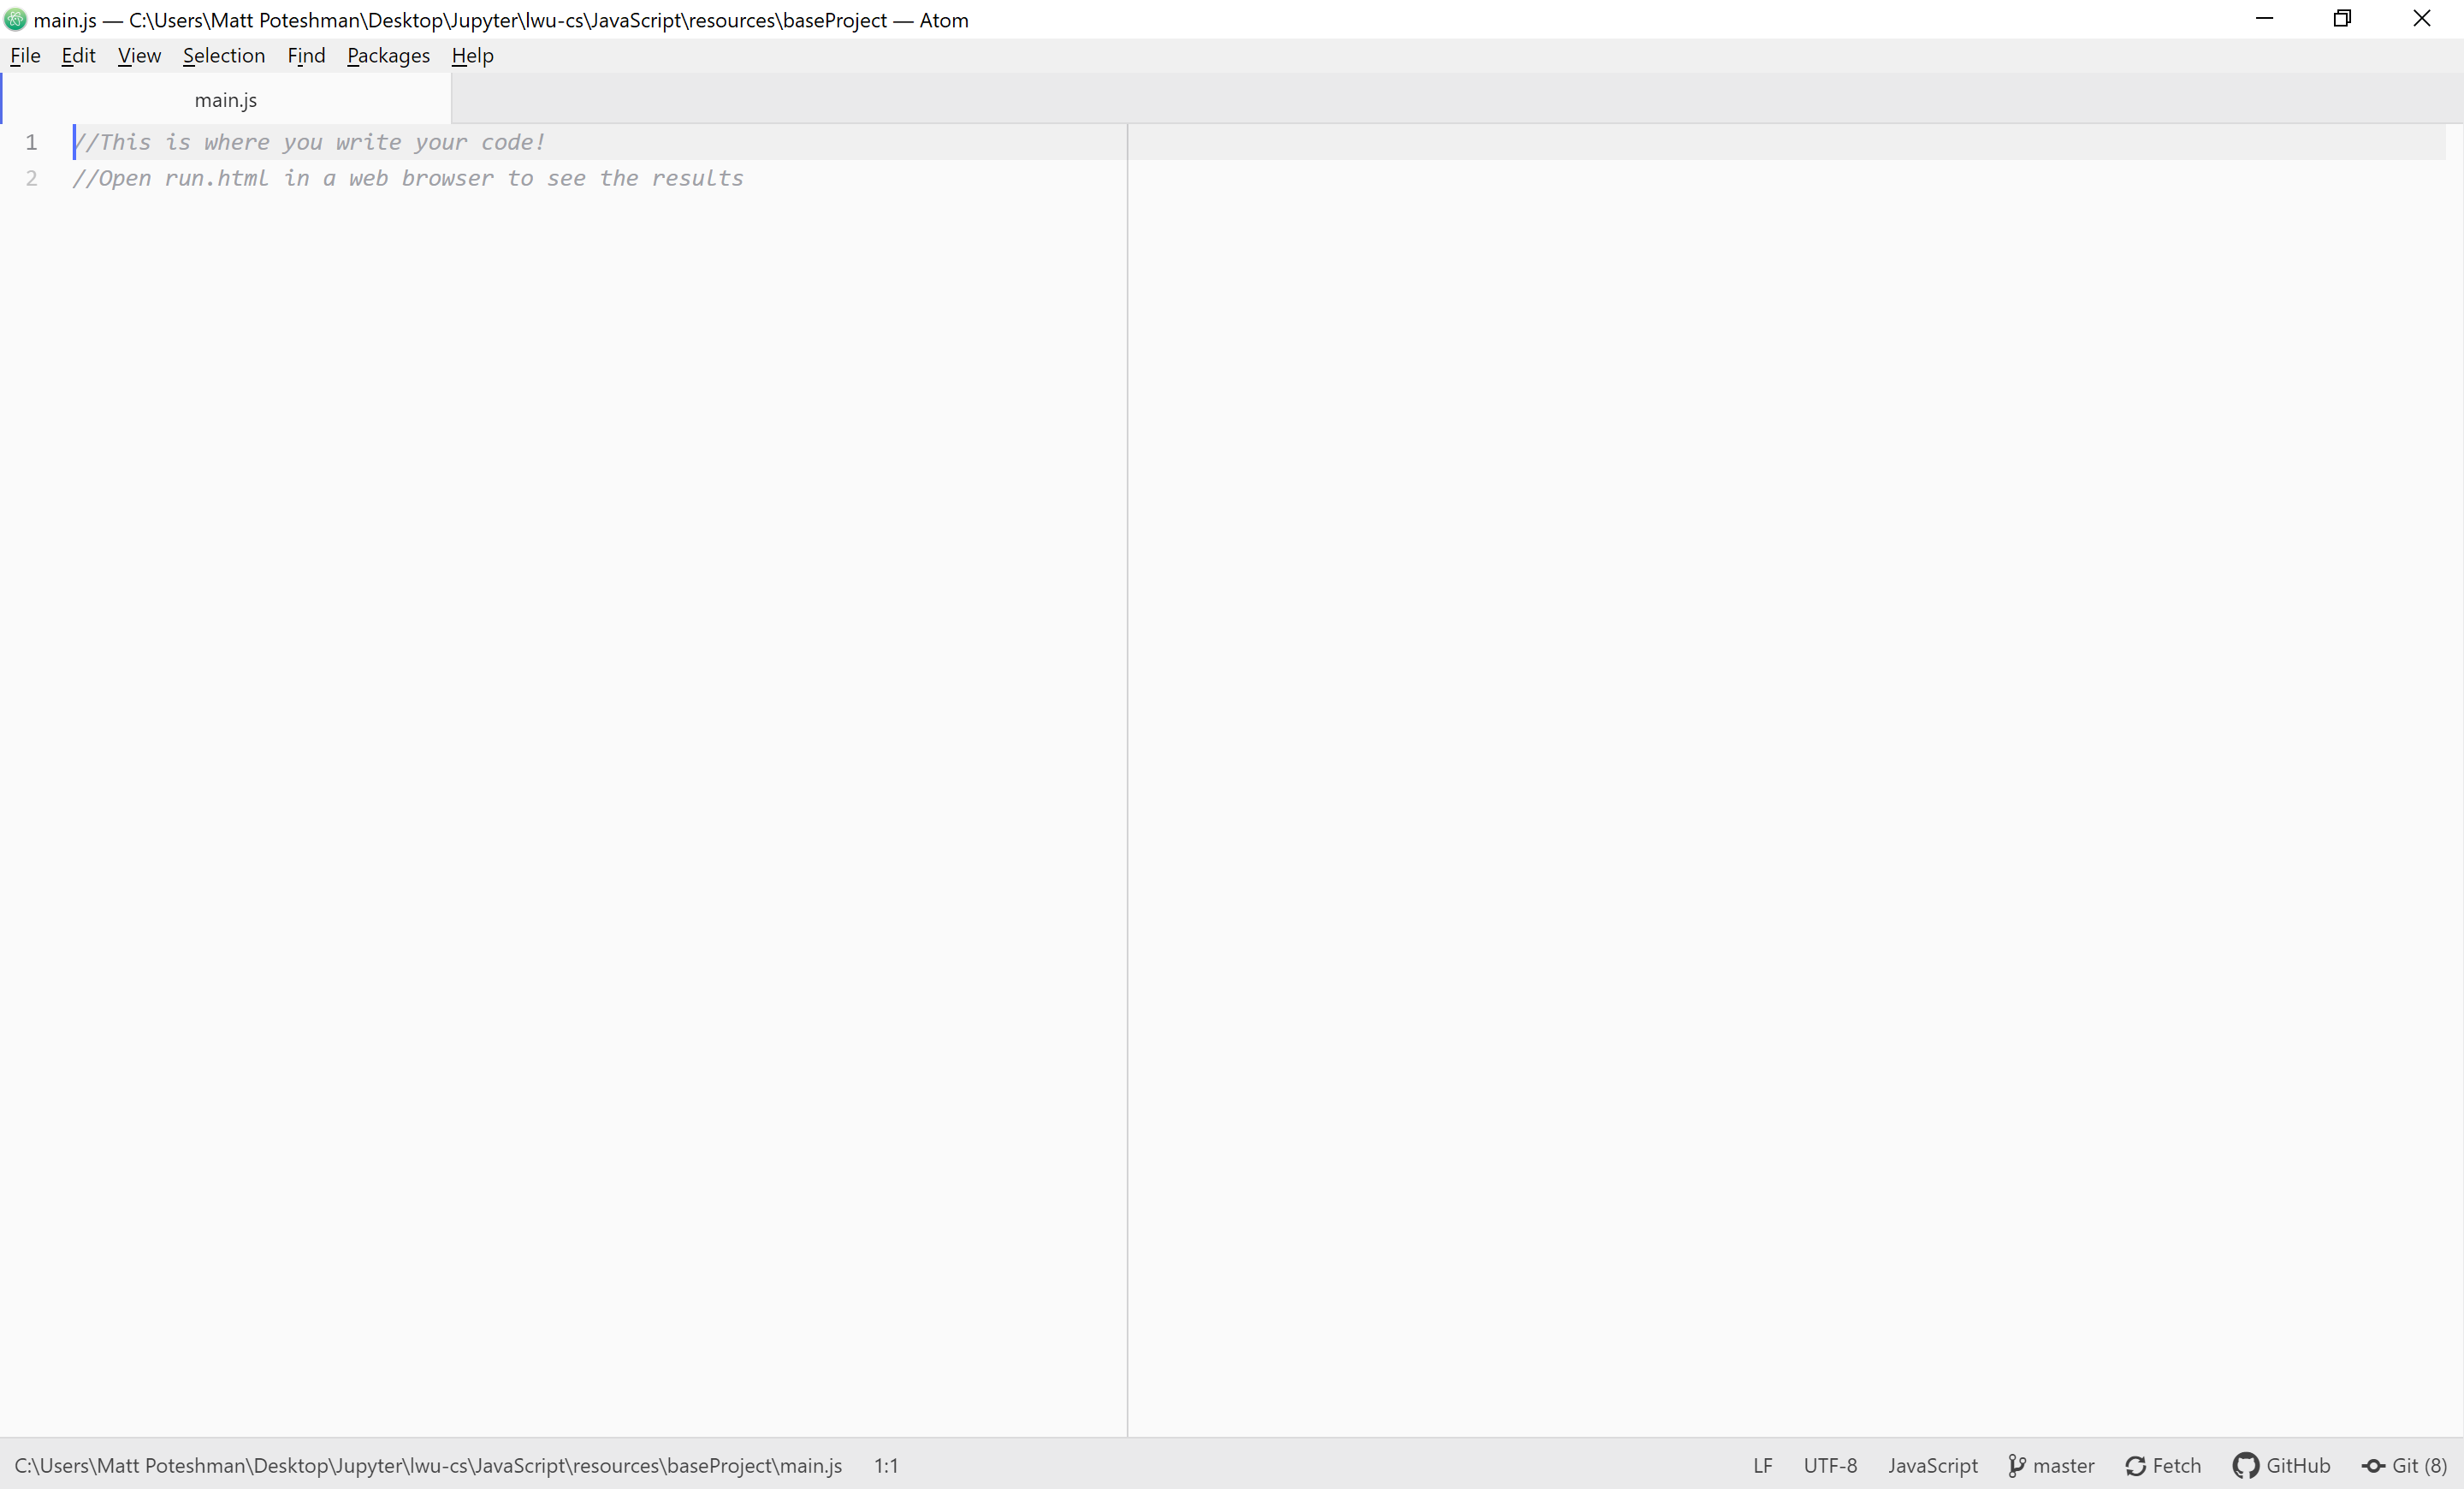 main.js — C:\Users\Matt Poteshman\Desktop\Jupyter\lwu-cs\JavaScript\resources\baseProject — Atom
File Edit View Selection Find Packages Help
main.js
1 //This is where you write your code!
2 //Open run.html in a web browser to see the results
C:\Users\Matt Poteshman\Desktop\Jupyter\lwu-cs\JavaScript\resources\baseProject\main.js 1:1 LF UTF-8 JavaScript master Fetch GitHub Git (8)